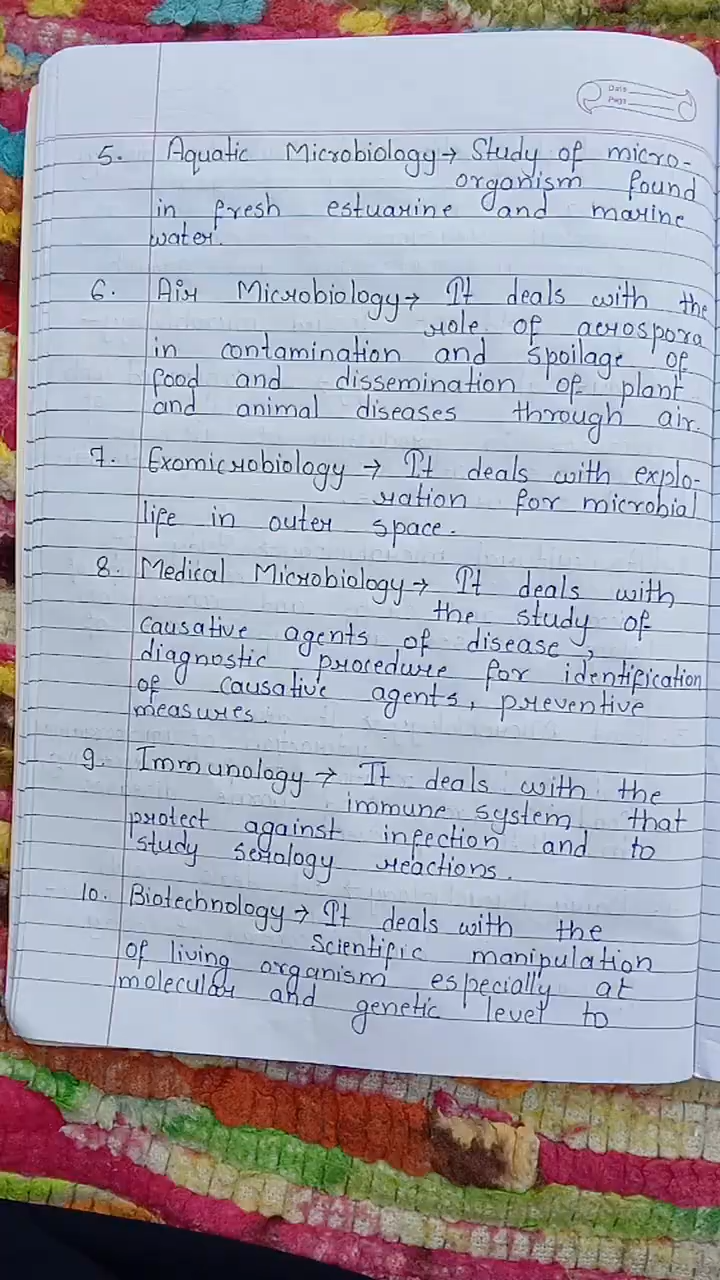 Date
Page
5. Aquatic Microbiology → Study of micro-
organism found
in fresh estuarine and marine
water.
6. Air Microbiology → It deals with the
role of aerospora
in contamination and spoilage of
food and dissemination of plant
and animal diseases through air.
7. Exomicrobiology → It deals with explo-
ration for microbial
life in outer space.
8. Medical Microbiology → It deals with
the study of
causative agents of disease,
diagnostic procedure for identification
of causative agents, preventive
measures.
9. Immunology → It deals with the
immune system that
protect against infection and to
study serology reactions.
10. Biotechnology → It deals with the
Scientific manipulation
of living organism especially at
molecular and genetic level to